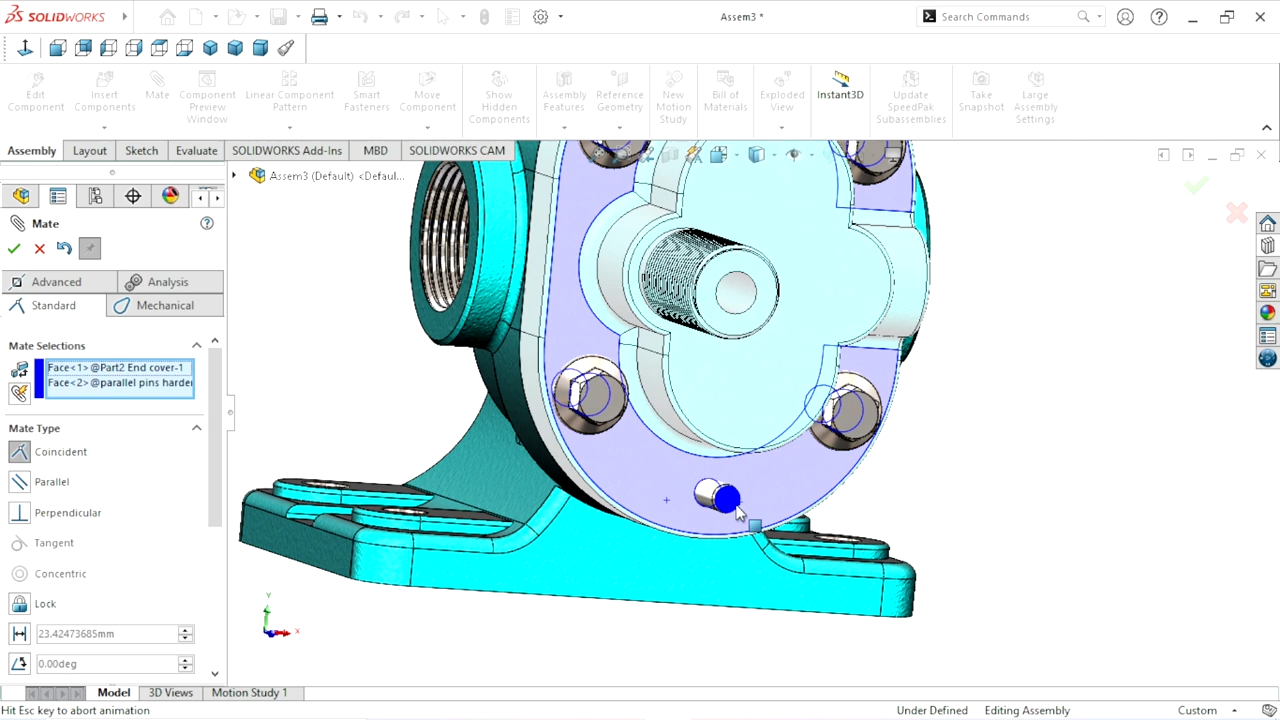 SOLIDWORKS
Assem3 *
Search Commands
Edit Component
Insert Components
Mate
Component Preview Window
Linear Component Pattern
Smart Fasteners
Move Component
Show Hidden Components
Assembly Features
Reference Geometry
New Motion Study
Bill of Materials
Exploded View
Instant3D
Update SpeedPak Subassemblies
Take Snapshot
Large Assembly Settings
Assembly
Layout
Sketch
Evaluate
SOLIDWORKS Add-Ins
MBD
SOLIDWORKS CAM
Assem3 (Default) <Defaul...
Mate
Advanced
Analysis
Standard
Mechanical
Mate Selections
Face<1>@Part2 End cover-1
Face<2>@parallel pins harder
Mate Type
Coincident
Parallel
Perpendicular
Tangent
Concentric
Lock
23.42473685mm
0.00deg
Y
X
Model
3D Views
Motion Study 1
Hit Esc key to abort animation
Under Defined
Editing Assembly
Custom